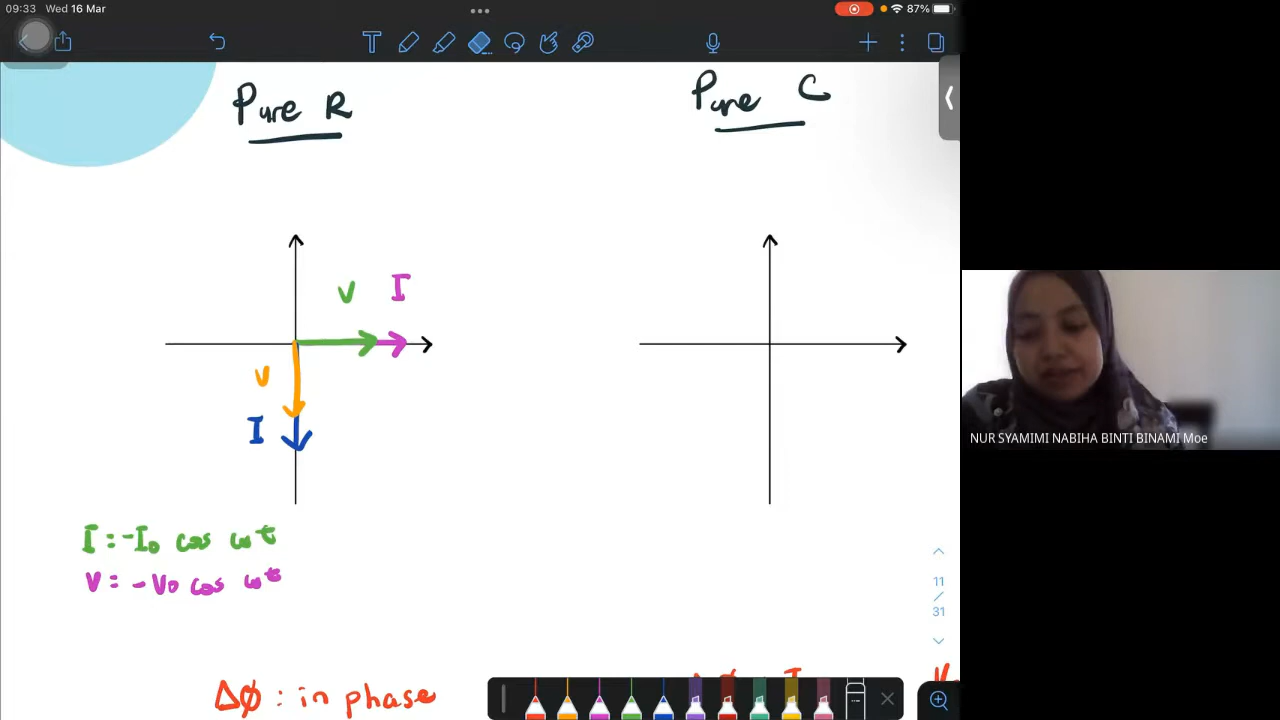 09:33 Wed 16 Mar
87%
Pure R
Pure C
V I
V
I
I = -I₀ cos ωt
V = -V₀ cos ωt
Δφ : in phase
11
/
31
NUR SYAMIMI NABIHA BINTI BINAMI Moe